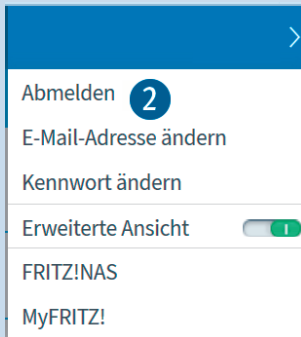 Abmelden 2
E-Mail-Adresse ändern
Kennwort ändern
Erweiterte Ansicht
FRITZ!NAS
MyFRITZ!